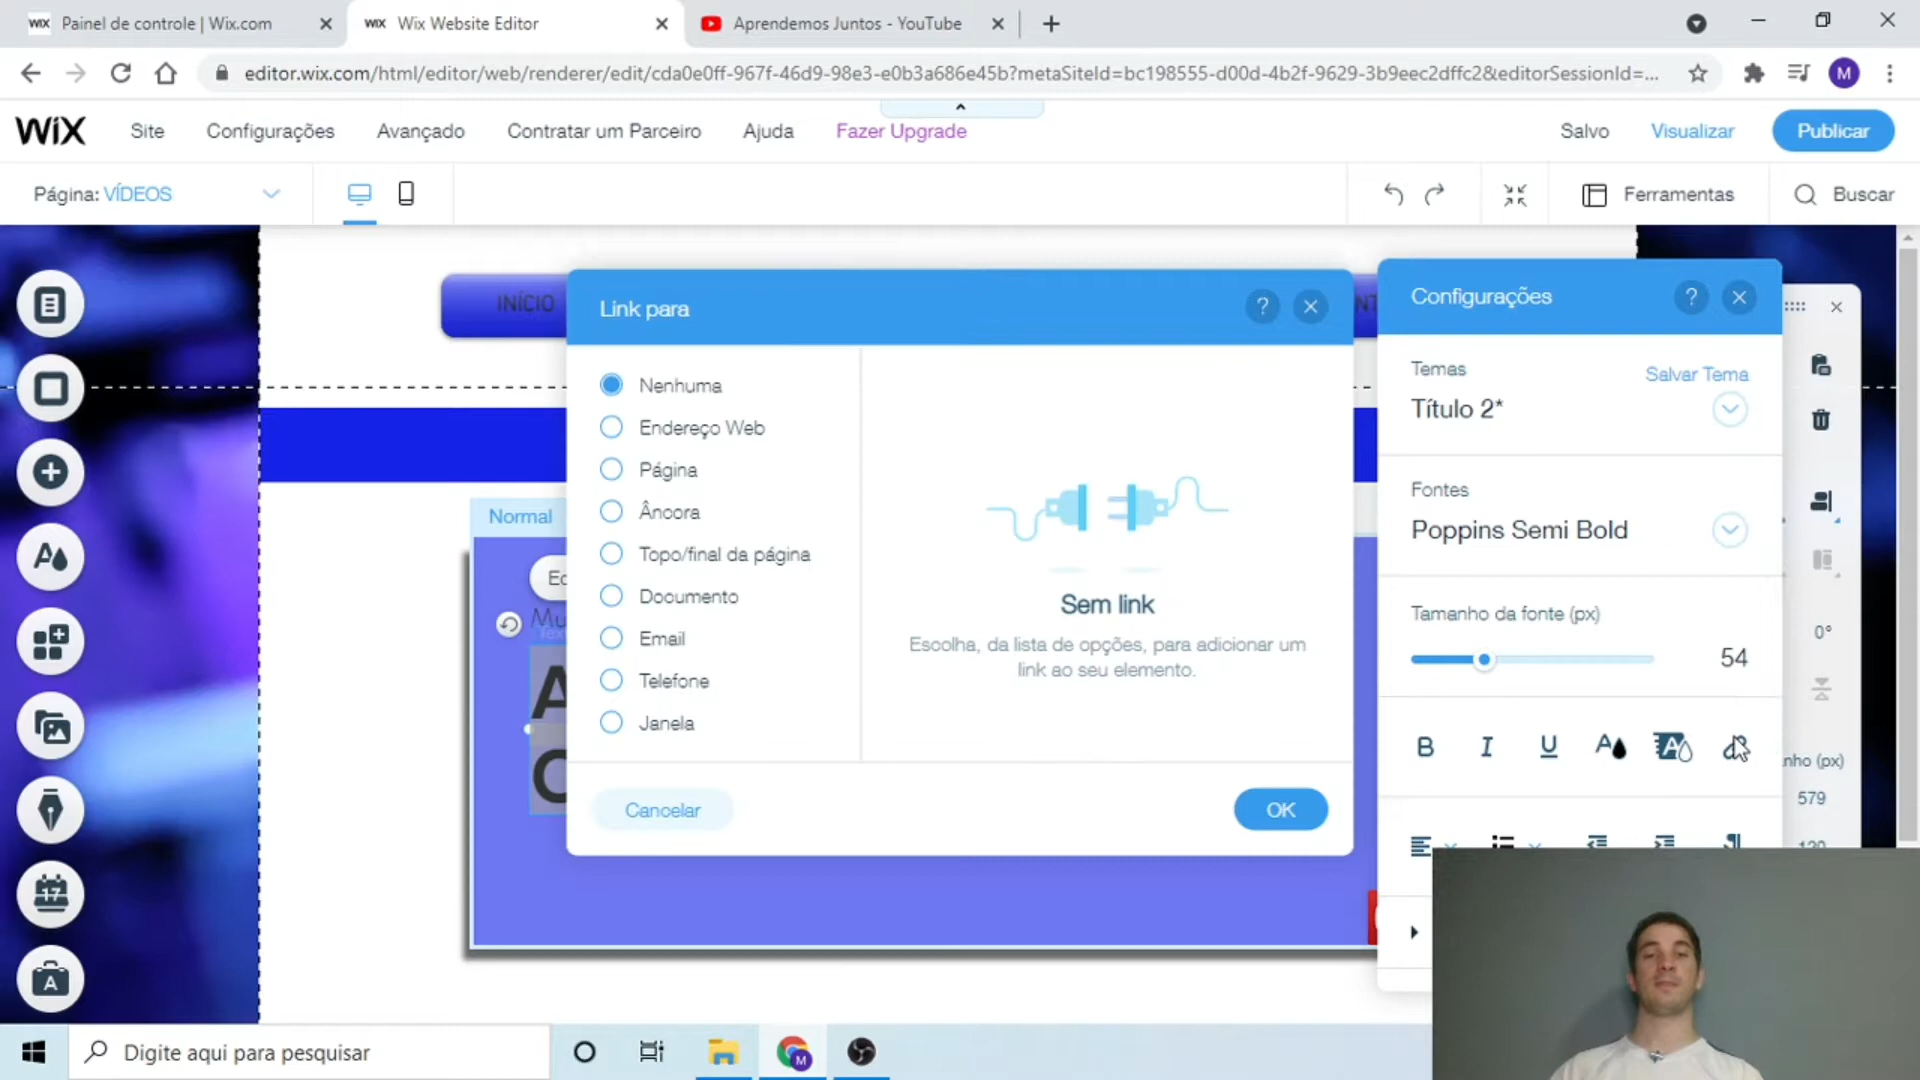 WIX Painel de controle | Wix.com
WIX Wix Website Editor
Aprendemos Juntos - YouTube
editor.wix.com/html/editor/web/renderer/edit/cda0e0ff-967f-46d9-98e3-e0b3a686e45b?metaSiteId=bc198555-d00d-4b2f-9629-3b9eec2dffc2&editorSessionId=...
M
WiX
Site
Configurações
Avançado
Contratar um Parceiro
Ajuda
Fazer Upgrade
Salvo
Visualizar
Publicar
Página: VÍDEOS
Ferramentas
Buscar
INÍCIO
Link para
?
Nenhuma
Endereço Web
Página
Âncora
Topo/final da página
Documento
Email
Telefone
Janela
Sem link
Escolha, da lista de opções, para adicionar um
link ao seu elemento.
Cancelar
OK
Normal
Configurações
?
Temas
Salvar Tema
Título 2*
Fontes
Poppins Semi Bold
Tamanho da fonte (px)
54
B I U A A
0°
nho (px)
579
17
A
Digite aqui para pesquisar
M